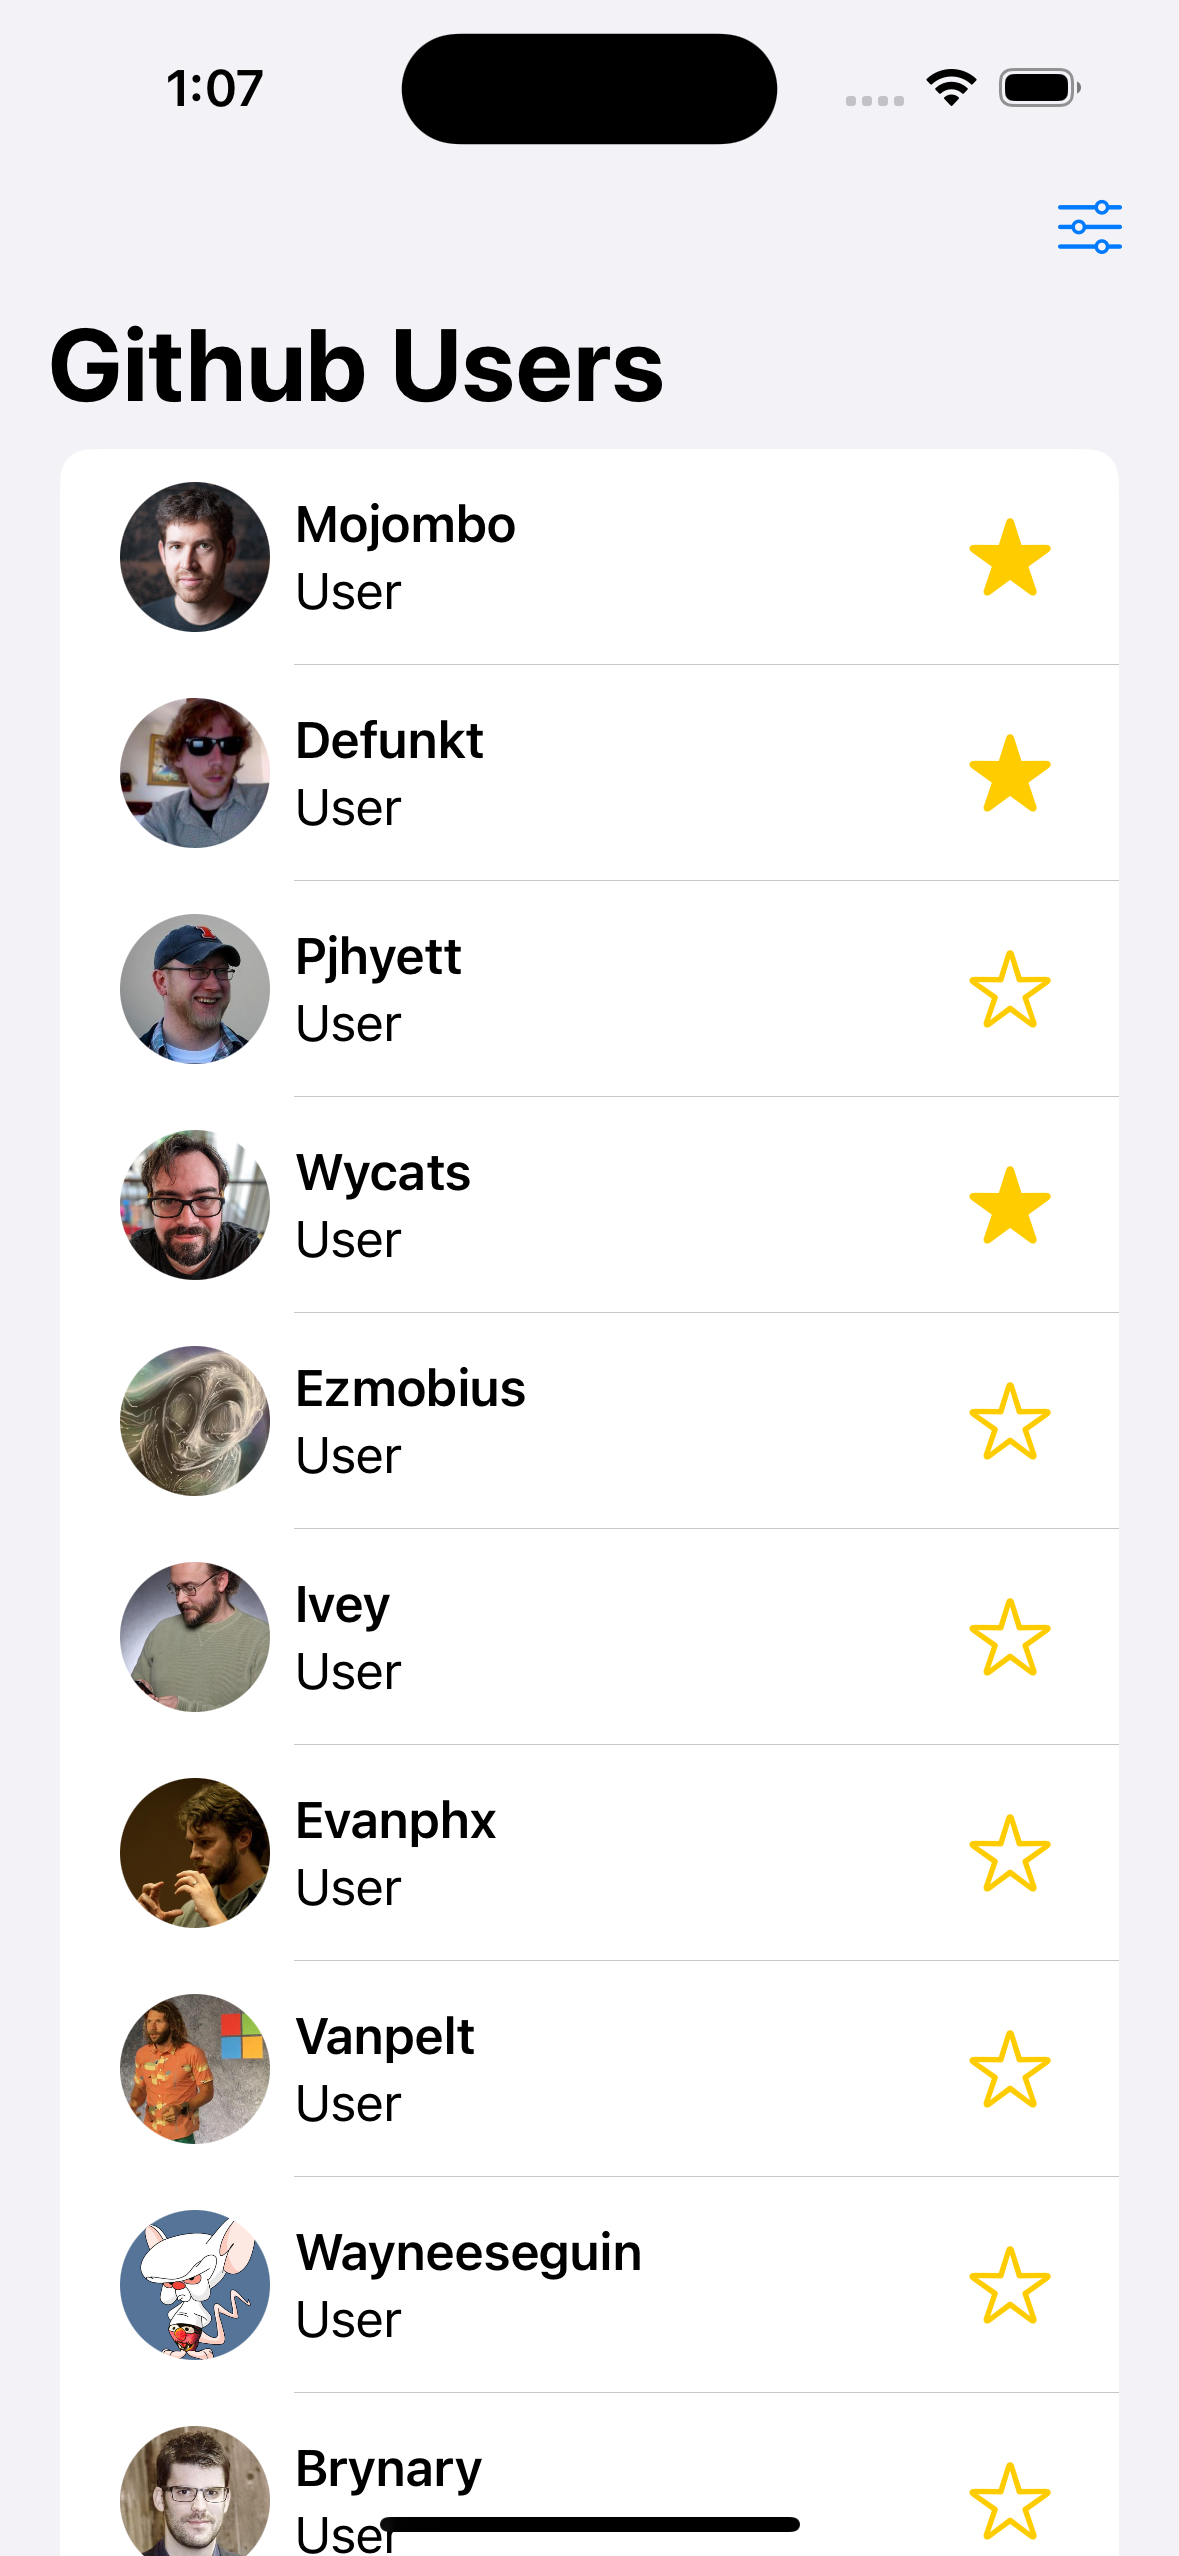 1:07
Github Users
Mojombo
User
Defunkt
User
Pjhyett
User
Wycats
User
Ezmobius
User
Ivey
User
Evanphx
User
Vanpelt
User
Wayneeseguin
User
Brynary
User